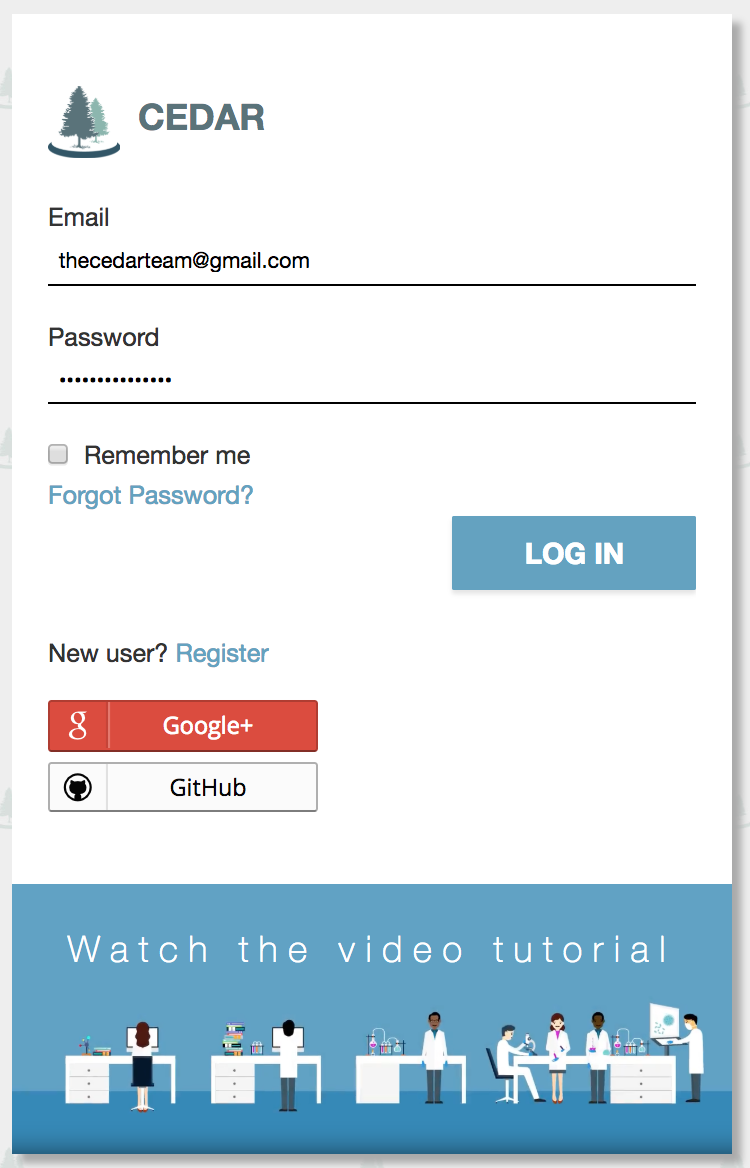 CEDAR
Email
thecedarteam@gmail.com
Password
•••••••••••••••
Remember me
Forgot Password?
LOG IN
New user? Register
g Google+
GitHub
Watch the video tutorial